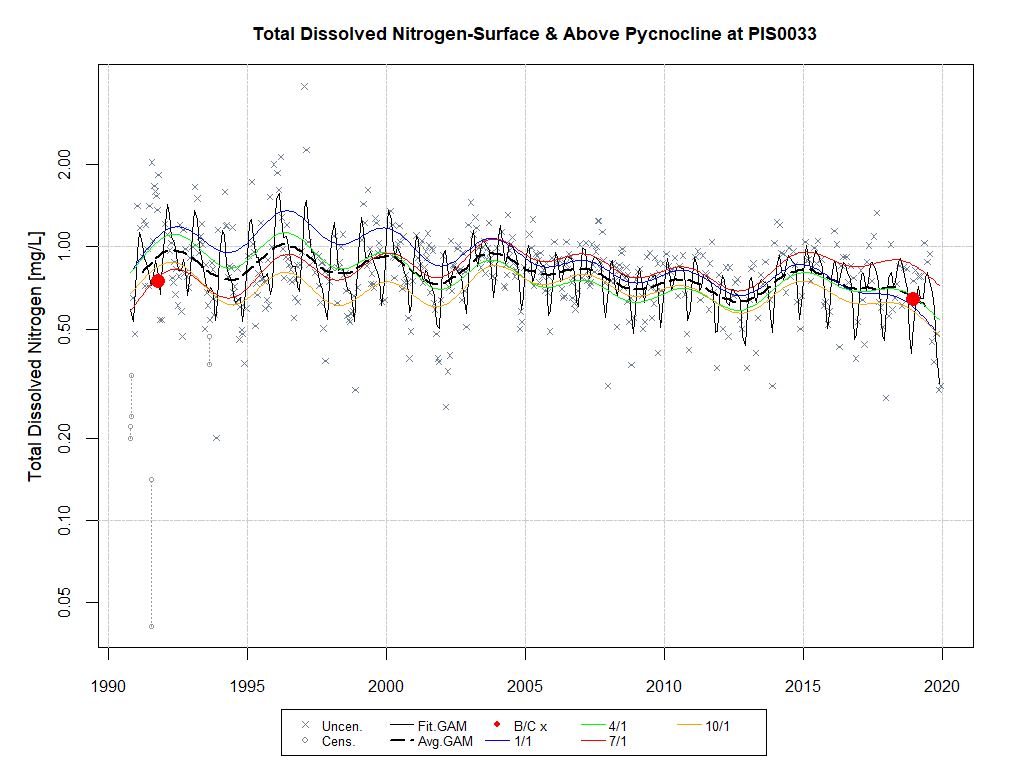 Total Dissolved Nitrogen-Surface & Above Pycnocline at PIS0033
Total Dissolved Nitrogen [mg/L]
2.00
1.00
0.50
0.20
0.10
0.05
1990 1995 2000 2005 2010 2015 2020
Uncen. Fit.GAM B/C x 4/1 10/1
Cens. Avg.GAM 1/1 7/1